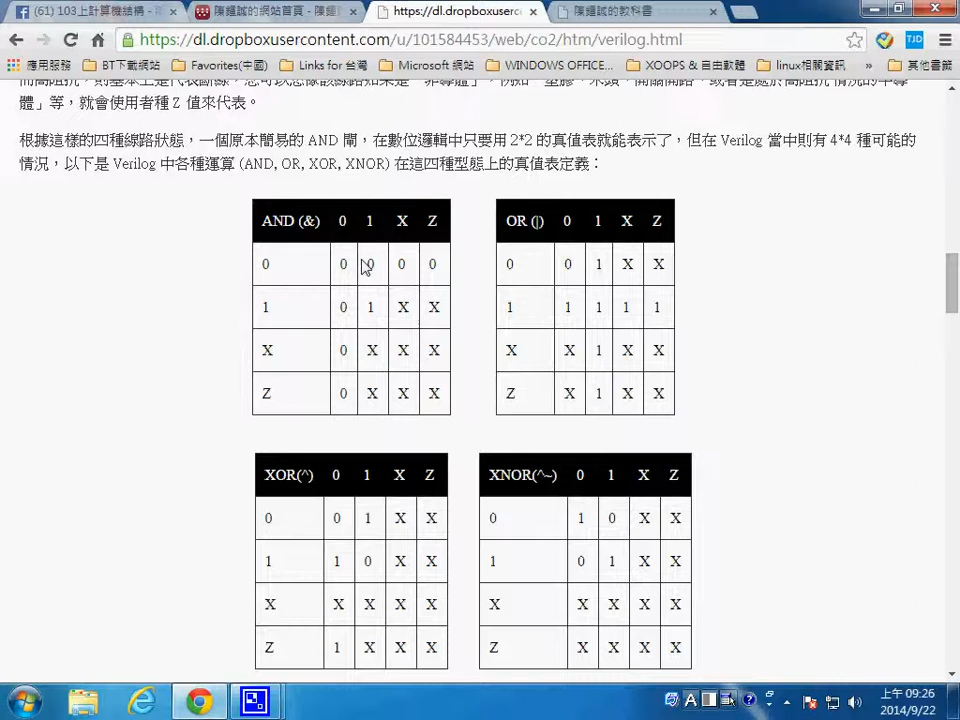 (61) 103上計算機結構 - 陳
陳鍾誠的網站首頁 - 陳鍾
https://dl.dropboxuserc
陳鍾誠的教科書
https://dl.dropboxusercontent.com/u/101584453/web/co2/htm/verilog.html
TJD
應用服務 BT下載網站 Favorites(中國) Links for 台灣 Microsoft 網站 WINDOWS OFFICE... XOOPS & 自由軟體 linux相關資訊 » 其他書籤
體」等，就會使用者種 Z 值來代表。
根據這樣的四種線路狀態，一個原本簡易的 AND 閘，在數位邏輯中只要用 2*2 的真值表就能表示了，但在 Verilog 當中則有 4*4 種可能的
情況，以下是 Verilog 中各種運算 (AND, OR, XOR, XNOR) 在這四種型態上的真值表定義：
AND (&) 0 1 X Z
0 0 0 0 0
1 0 1 X X
X 0 X X X
Z 0 X X X
OR (|) 0 1 X Z
0 0 1 X X
1 1 1 1 1
X X 1 X X
Z X 1 X X
XOR(^) 0 1 X Z
0 0 1 X X
1 1 0 X X
X X X X X
Z 1 X X X
XNOR(^~) 0 1 X Z
0 1 0 X X
1 0 1 X X
X X X X X
Z X X X X
A
上午 09:26
2014/9/22